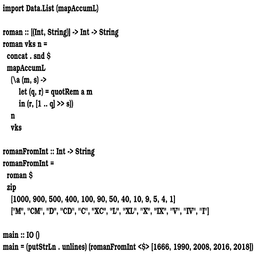 import Data.List (mapAccumL)
roman :: [(Int, String)] -> Int -> String
roman vks n =
concat . snd $
mapAccumL
(\a (m, s) ->
let (q, r) = quotRem a m
in (r, [1 .. q] >> s))
n
vks
romanFromInt :: Int -> String
romanFromInt =
roman $
zip
[1000, 900, 500, 400, 100, 90, 50, 40, 10, 9, 5, 4, 1]
["M", "CM", "D", "CD", "C", "XC", "L", "XL", "X", "IX", "V", "IV", "I"]
main :: IO ()
main = (putStrLn . unlines) (romanFromInt <$> [1666, 1990, 2008, 2016, 2018])